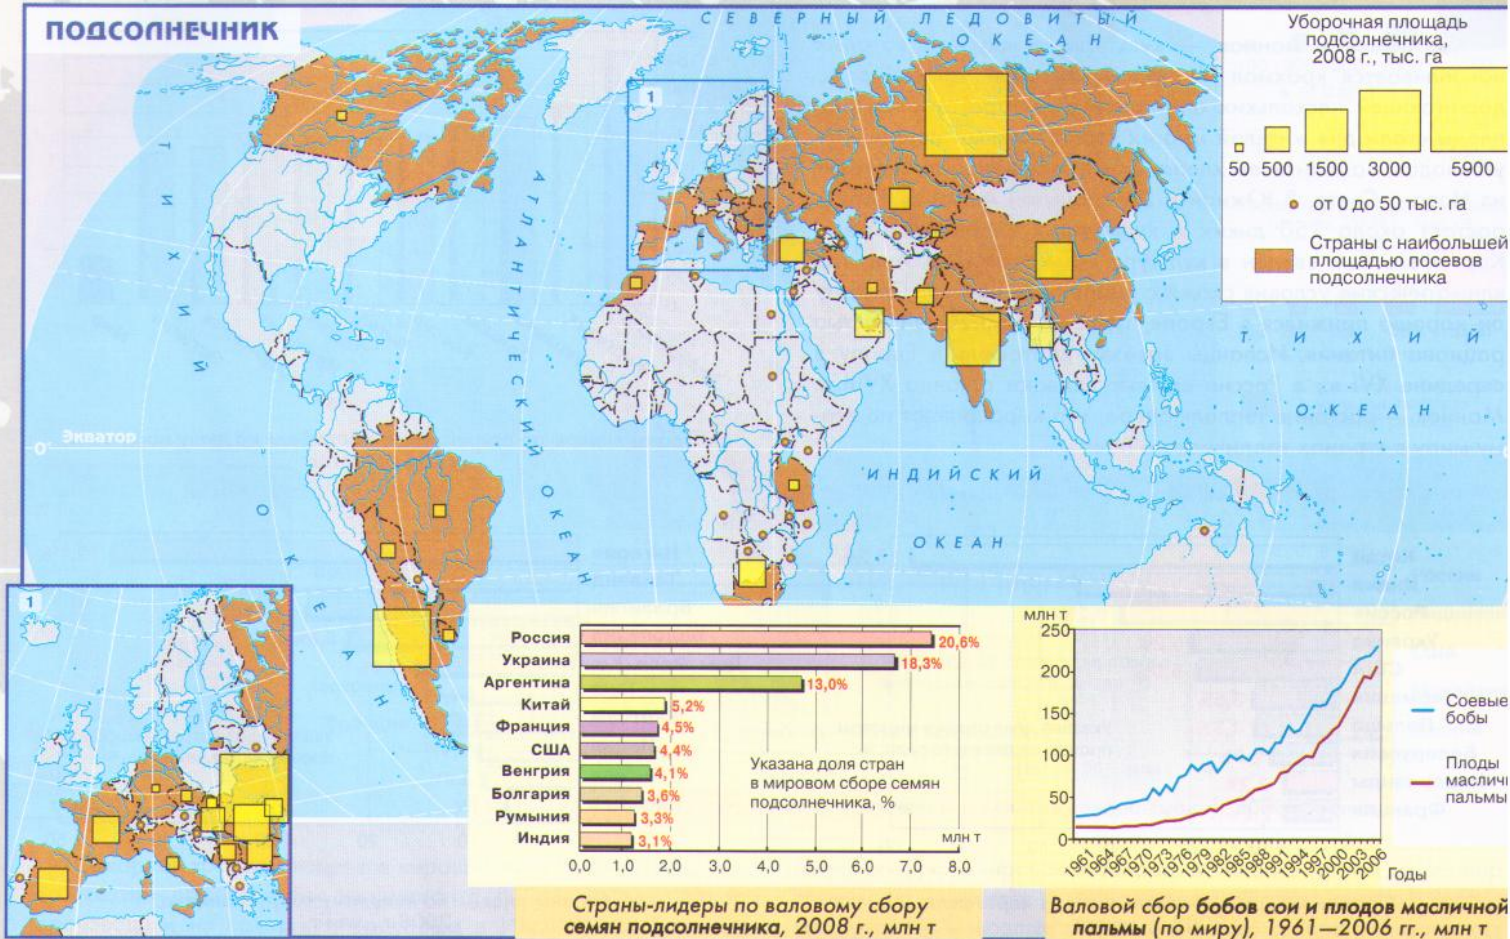 ПОДСОЛНЕЧНИК
СЕВЕРНЫЙ ЛЕДОВИТЫЙ
ОКЕАН
ТИХИЙ
ОКЕАН
АТЛАНТИЧЕСКИЙ
ОКЕАН
1
Уборочная площадь
подсолнечника,
2008 г., тыс. га
50 500 1500 3000 5900
от 0 до 50 тыс. га
Страны с наибольшей
площадью посевов
подсолнечника
ТИХИЙ
ОКЕАН
0° Экватор
ИНДИЙСКИЙ
ОКЕАН
1
Россия 20,6%
Украина 18,3%
Аргентина 13,0%
Китай 5,2%
Франция 4,5%
США 4,4%
Венгрия 4,1%
Болгария 3,6%
Румыния 3,3%
Индия 3,1%
Указана доля стран
в мировом сборе семян
подсолнечника, %
млн т
0,0 1,0 2,0 3,0 4,0 5,0 6,0 7,0 8,0
Страны-лидеры по валовому сбору
семян подсолнечника, 2008 г., млн т
млн т
250
200
150
100
50
0
1961 1964 1967 1970 1973 1976 1979 1982 1985 1988 1991 1994 1997 2000 2003 2006
Годы
Соевые
бобы
Плоды
маслич
пальмы
Валовой сбор бобов сои и плодов масличной
пальмы (по миру), 1961—2006 гг., млн т